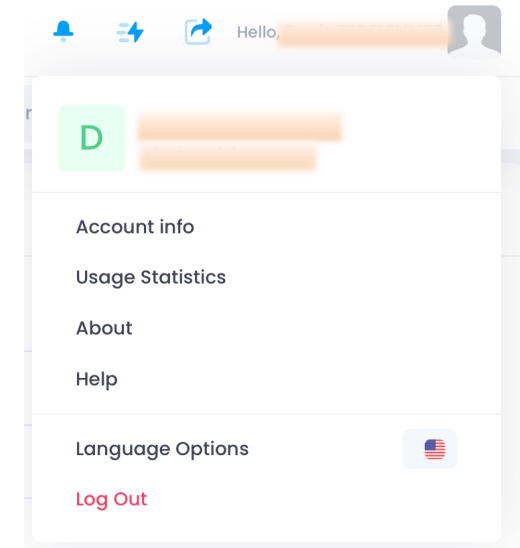 Hello,
D
Account info
Usage Statistics
About
Help
Language Options
Log Out